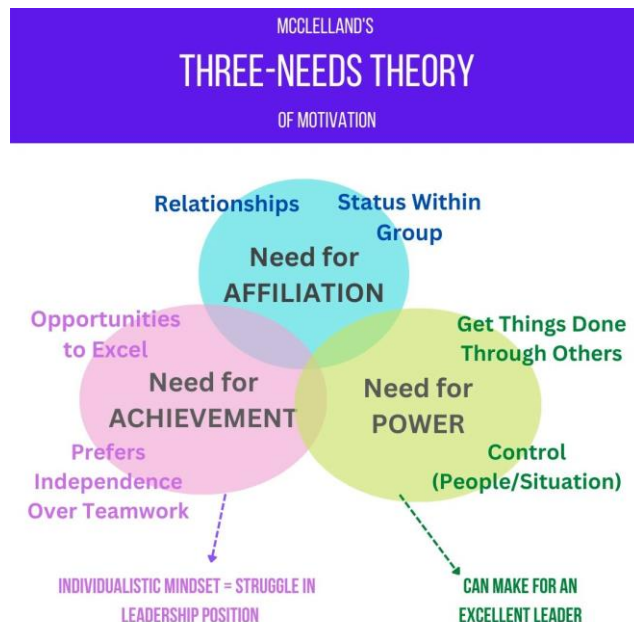 MCCLELLAND'S
THREE-NEEDS THEORY
OF MOTIVATION
Relationships
Status Within
Group
Need for
AFFILIATION
Opportunities
to Excel
Need for
ACHIEVEMENT
Prefers
Independence
Over Teamwork
Get Things Done
Through Others
Need for
POWER
Control
(People/Situation)
INDIVIDUALISTIC MINDSET = STRUGGLE IN
LEADERSHIP POSITION
CAN MAKE FOR AN
EXCELLENT LEADER